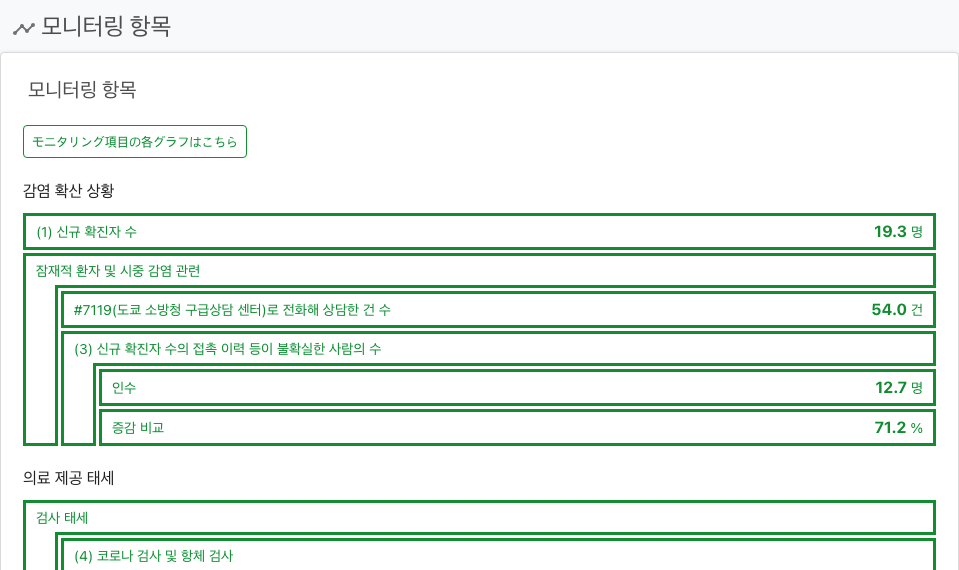 모니터링 항목
모니터링 항목
モニタリング項目の各グラフはこちら
감염 확산 상황
(1) 신규 확진자 수 19.3 명
잠재적 환자 및 시중 감염 관련
#7119(도쿄 소방청 구급상담 센터)로 전화해 상담한 건 수 54.0 건
(3) 신규 확진자 수의 접촉 이력 등이 불확실한 사람의 수
인수 12.7 명
증감 비교 71.2 %
의료 제공 태세
검사 태세
(4) 코로나 검사 및 항체 검사